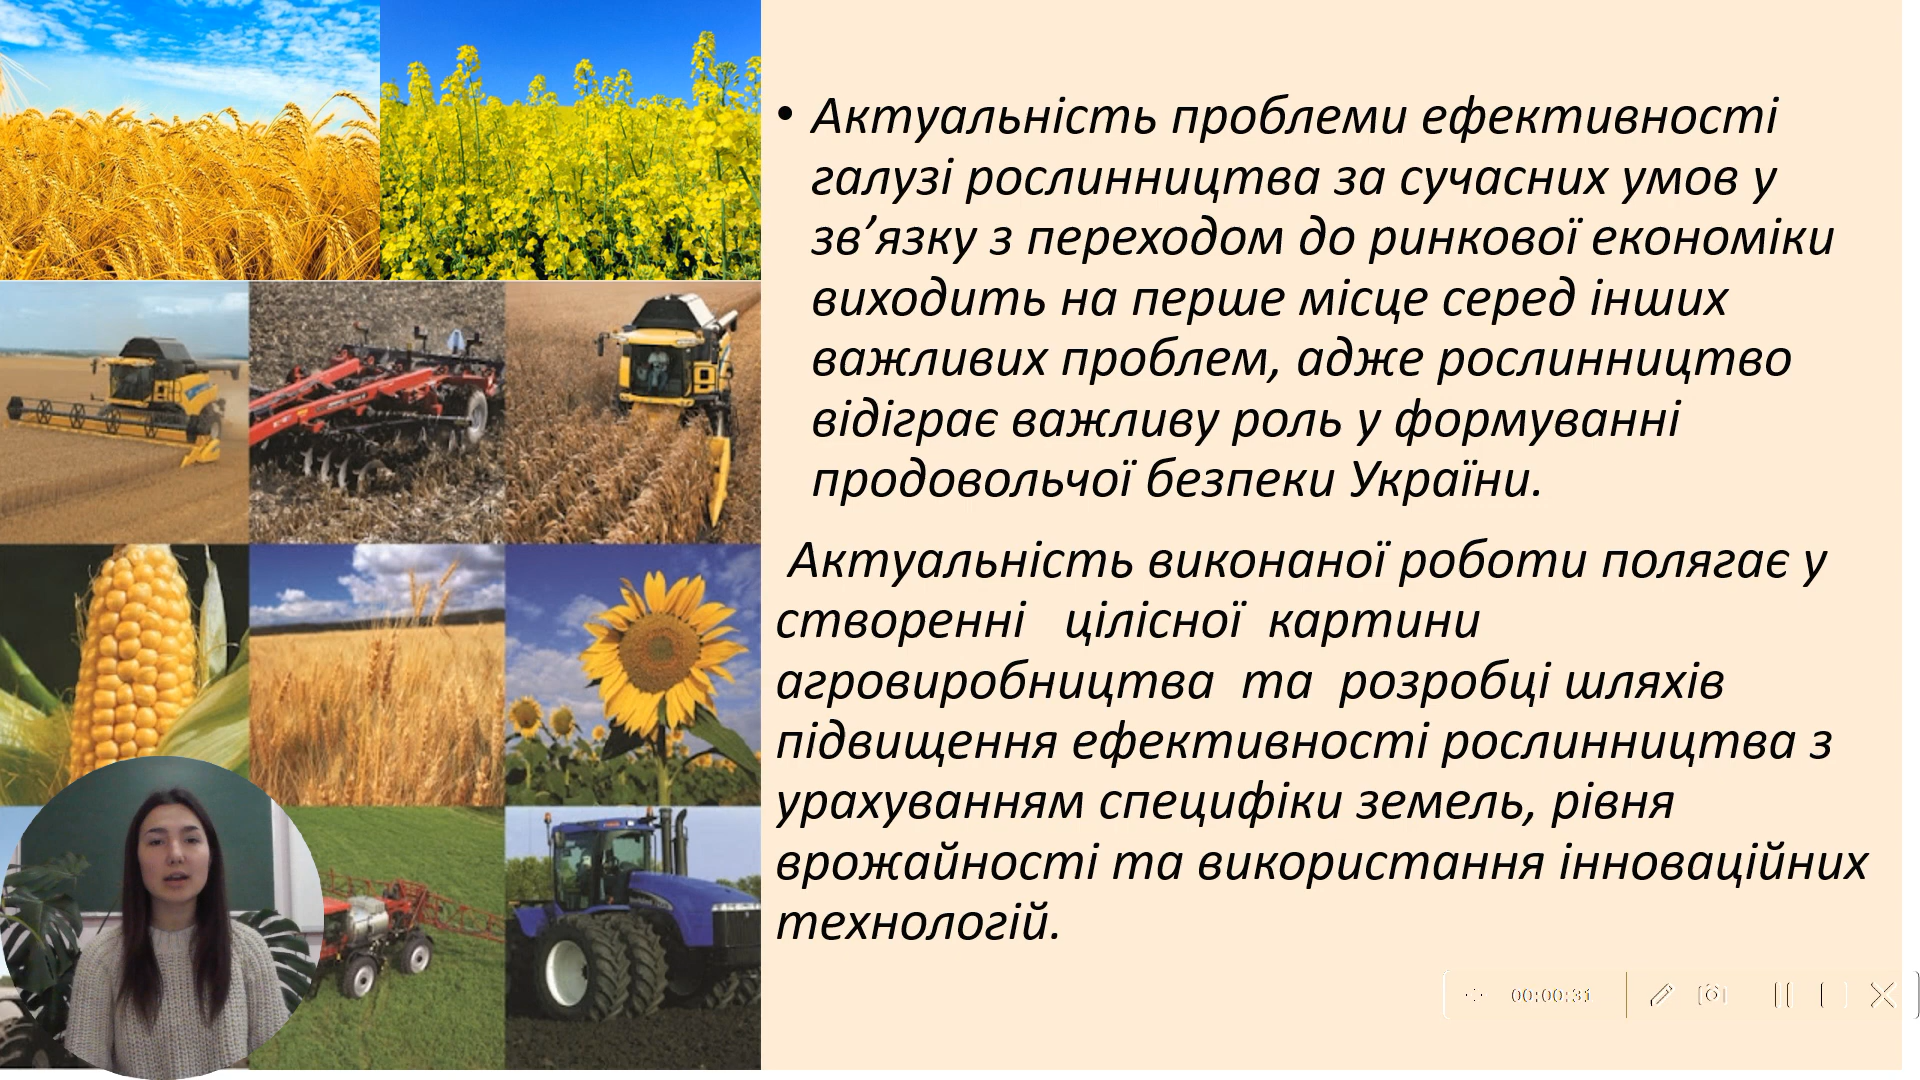 • Актуальність проблеми ефективності
галузі рослинництва за сучасних умов у
зв’язку з переходом до ринкової економіки
виходить на перше місце серед інших
важливих проблем, адже рослинництво
відіграє важливу роль у формуванні
продовольчої безпеки України.
Актуальність виконаної роботи полягає у
створенні цілісної картини
агровиробництва та розробці шляхів
підвищення ефективності рослинництва з
урахуванням специфіки земель, рівня
врожайності та використання інноваційних
технологій.
00:00:31